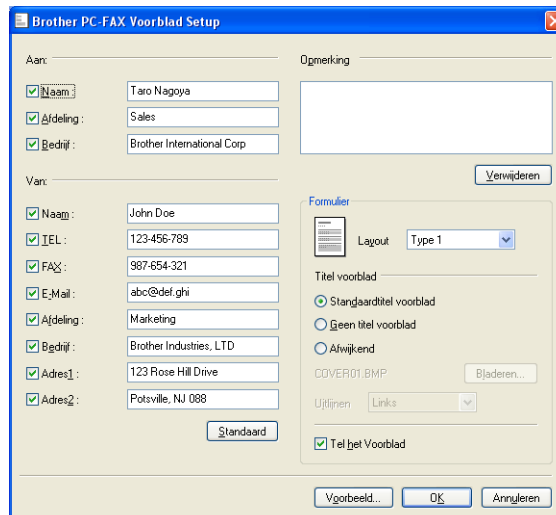 Brother PC-FAX Voorblad Setup
Aan:
Naam : Taro Nagoya
Afdeling : Sales
Bedrijf : Brother International Corp
Van:
Naam : John Doe
TEL : 123-456-789
FAX : 987-654-321
E-Mail : abc@def.ghi
Afdeling : Marketing
Bedrijf : Brother Industries, LTD
Adres1 : 123 Rose Hill Drive
Adres2 : Potsville, NJ 088
Standaard
Opmerking
Verwijderen
Formulier
Layout Type 1
Titel voorblad
Standaardtitel voorblad
Geen titel voorblad
Afwijkend
COVER01.BMP Bladeren...
Uitlijnen Links
Tel het Voorblad
Voorbeeld... OK Annuleren